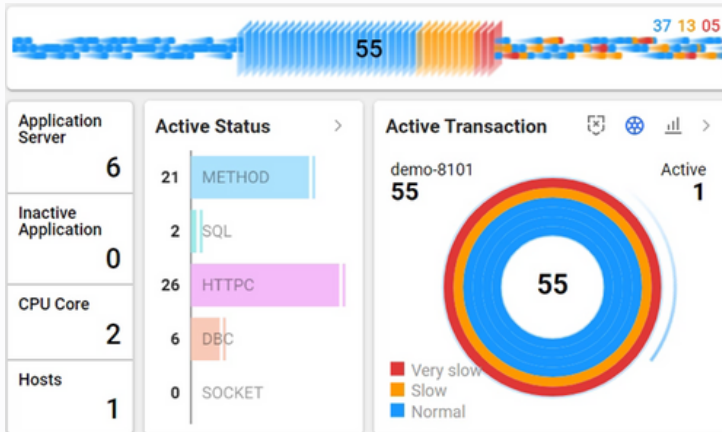 37 13 05
55
Application
Server
6
Inactive
Application
0
CPU Core
2
Hosts
1
Active Status
21 METHOD
2 SQL
26 HTTPC
6 DBC
0 SOCKET
Active Transaction
demo-8101
55
Active
1
55
Very slow
Slow
Normal